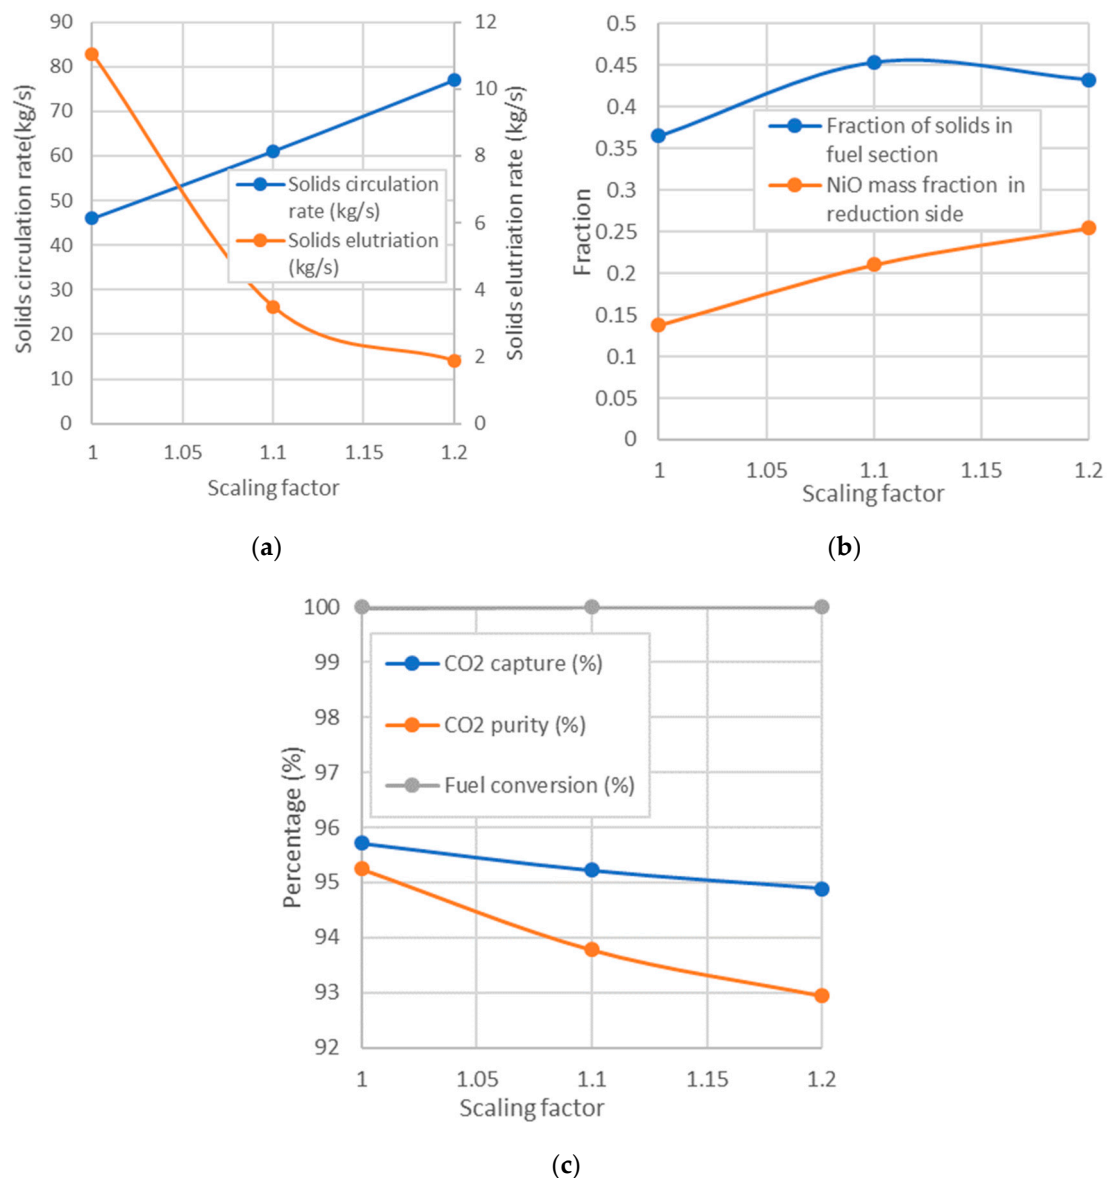 90
80
70
60
50
40
30
20
10
0
Solids circulation rate(kg/s)
12
10
8
6
4
2
0
Solids elutriation rate (kg/s)
Solids circulation
rate (kg/s)
Solids elutriation
(kg/s)
1 1.05 1.1 1.15 1.2
Scaling factor
(a)
0.5
0.45
0.4
0.35
0.3
0.25
0.2
0.15
0.1
0.05
0
Fraction
Fraction of solids in
fuel section
NiO mass fraction in
reduction side
1 1.05 1.1 1.15 1.2
Scaling factor
(b)
100
99
98
97
96
95
94
93
92
Percentage (%)
CO2 capture (%)
CO2 purity (%)
Fuel conversion (%)
1 1.05 1.1 1.15 1.2
Scaling factor
(c)